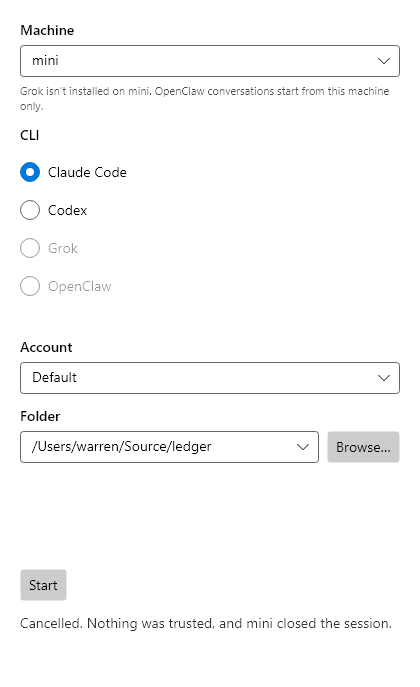 Machine
mini
Grok isn't installed on mini. OpenClaw conversations start from this machine
only.
CLI
Claude Code
Codex
Grok
OpenClaw
Account
Default
Folder
/Users/warren/Source/ledger
Browse...
Start
Cancelled. Nothing was trusted, and mini closed the session.